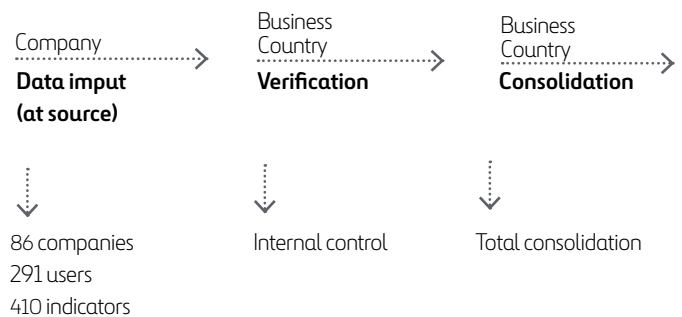 Company
Data imput
(at source)
86 companies
291 users
410 indicators
Business
Country
Verification
Internal control
Business
Country
Consolidation
Total consolidation